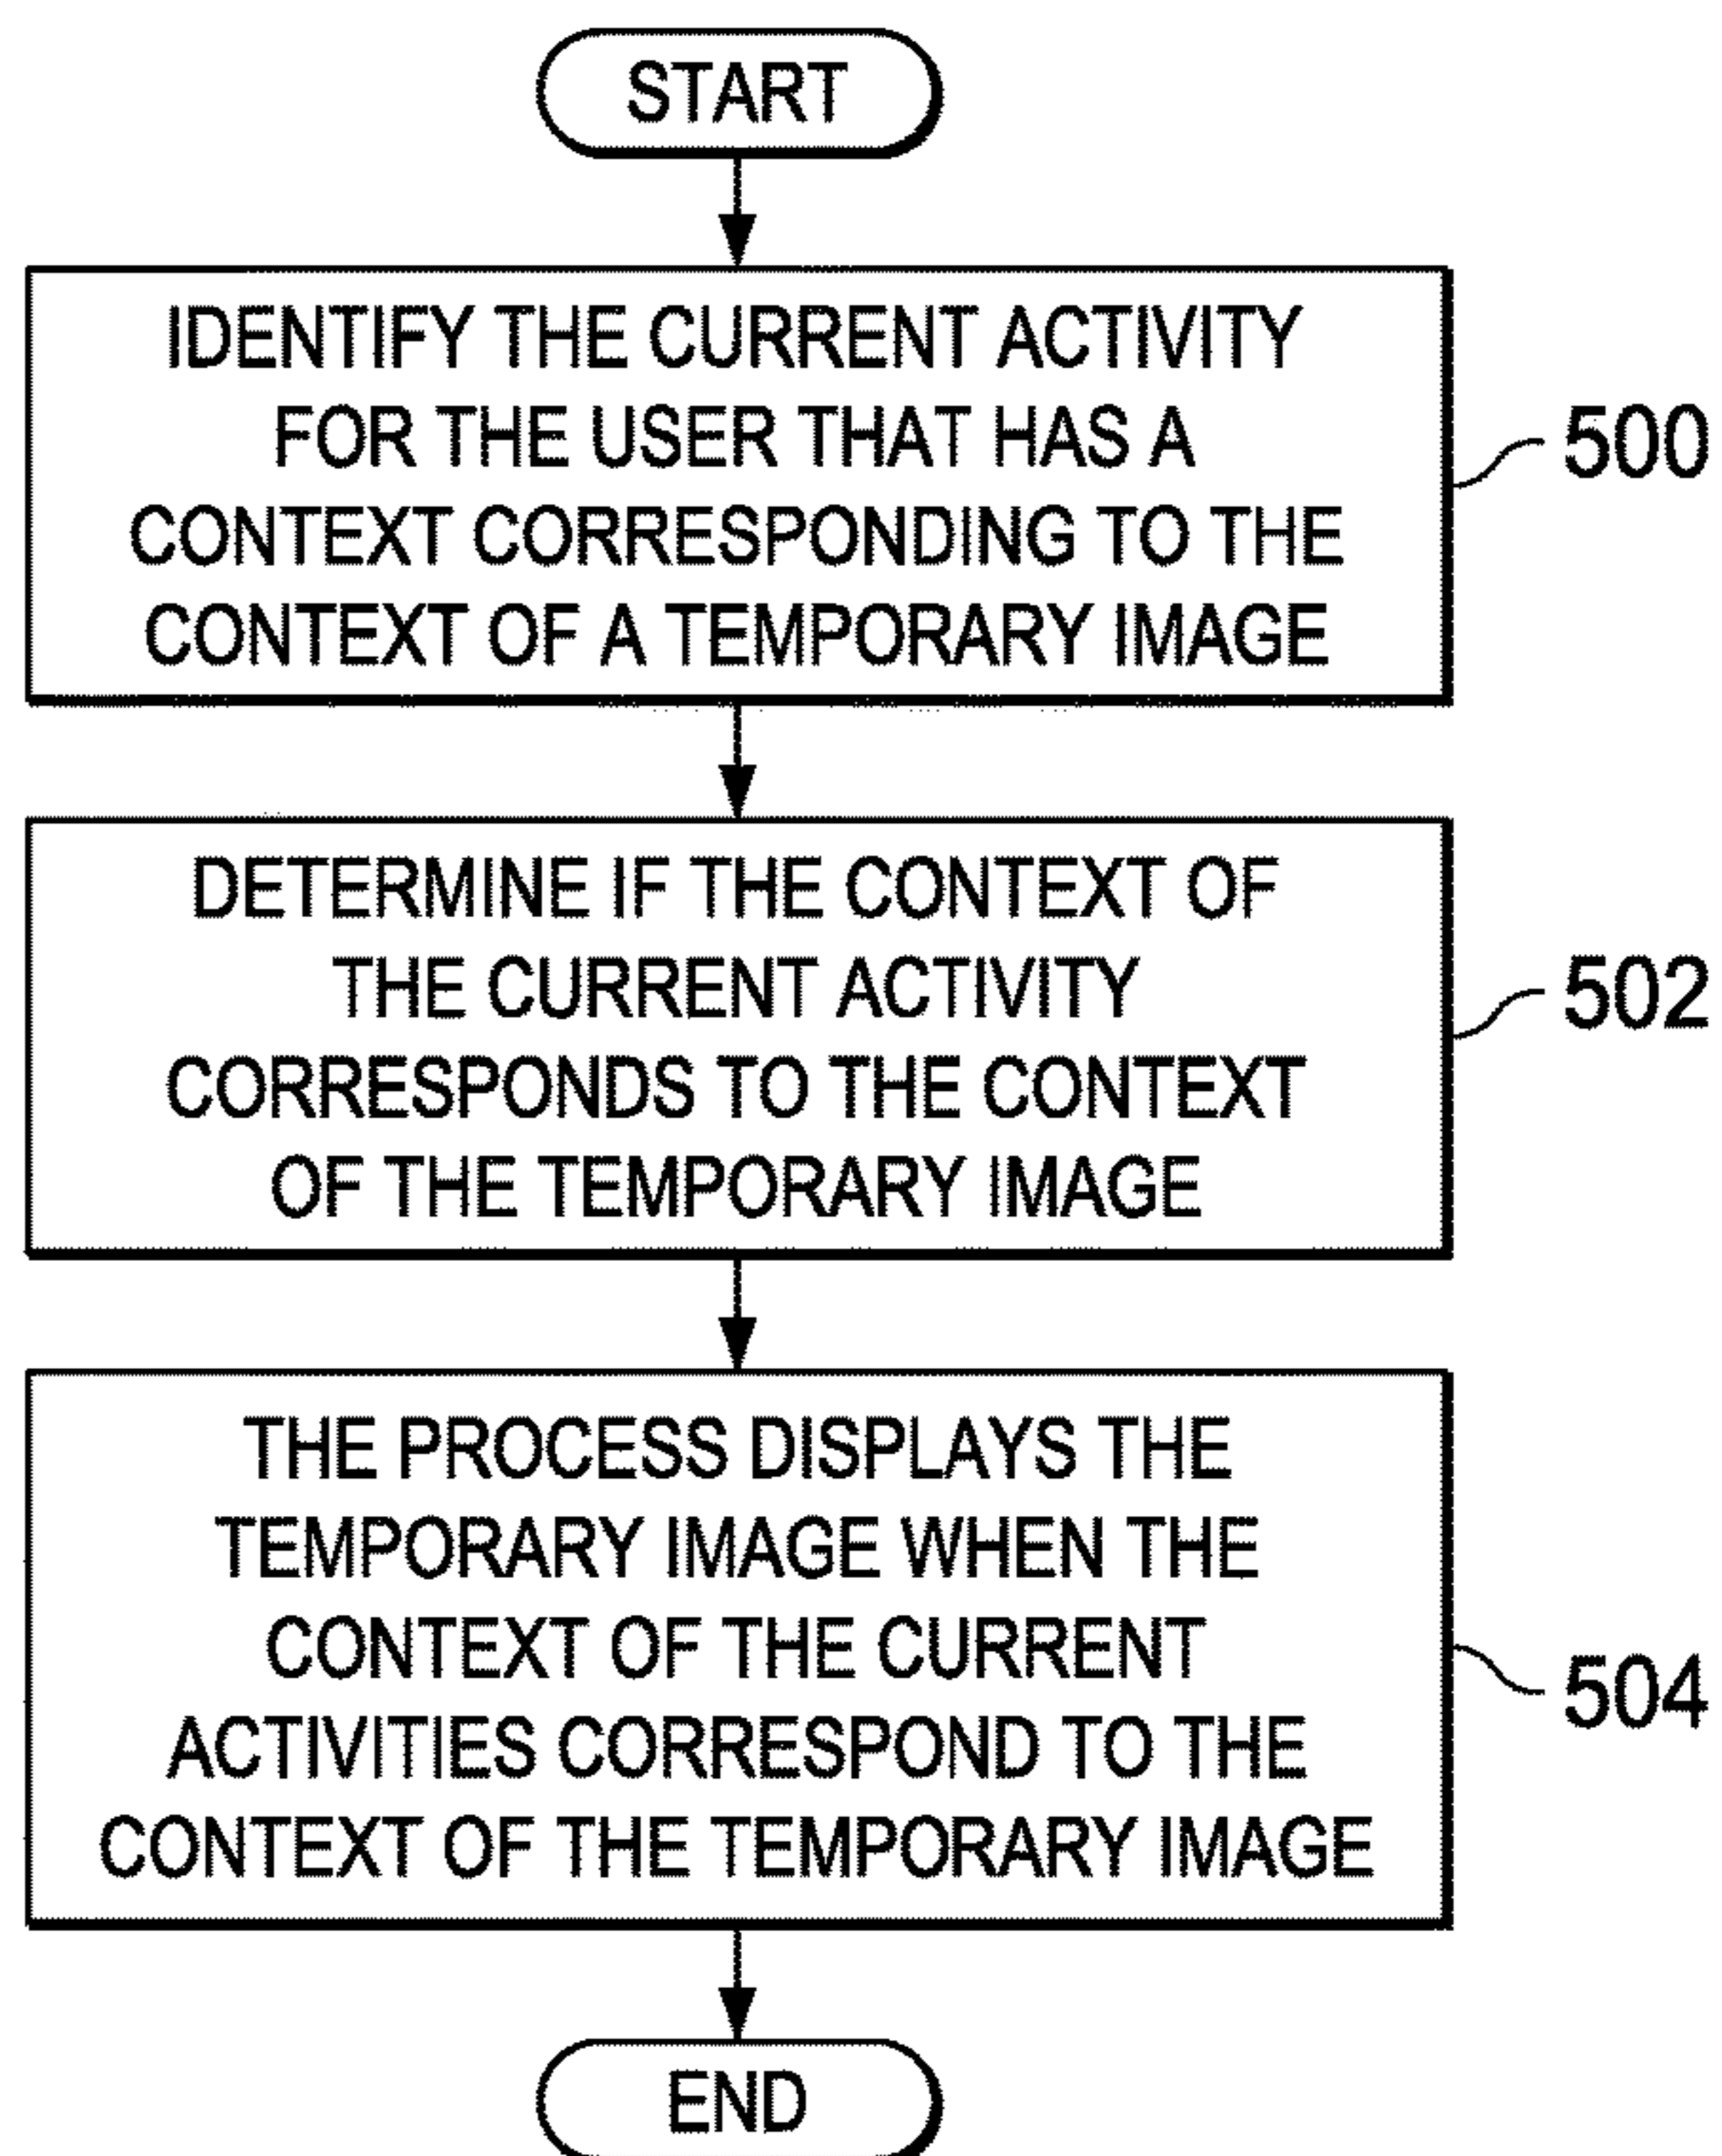 START
IDENTIFY THE CURRENT ACTIVITY
FOR THE USER THAT HAS A
CONTEXT CORRESPONDING TO THE
CONTEXT OF A TEMPORARY IMAGE
500
DETERMINE IF THE CONTEXT OF
THE CURRENT ACTIVITY
CORRESPONDS TO THE CONTEXT
OF THE TEMPORARY IMAGE
502
THE PROCESS DISPLAYS THE
TEMPORARY IMAGE WHEN THE
CONTEXT OF THE CURRENT
ACTIVITIES CORRESPOND TO THE
CONTEXT OF THE TEMPORARY IMAGE
504
END